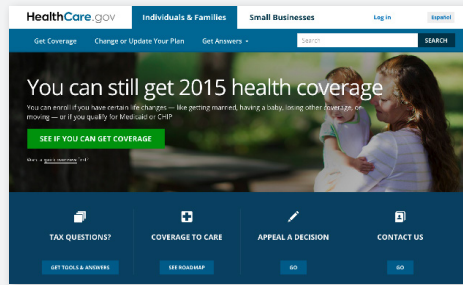 HealthCare.gov
Individuals & Families
Small Businesses
Log in
Español
Get Coverage
Change or Update Your Plan
Get Answers
Search
SEARCH
You can still get 2015 health coverage
You can enroll if you have certain life changes — like getting married, having a baby, losing other coverage, or
moving — or if you qualify for Medicaid or CHIP
SEE IF YOU CAN GET COVERAGE
TAX QUESTIONS?
COVERAGE TO CARE
APPEAL A DECISION
CONTACT US
GET TOOLS & ANSWERS
SEE ROADMAP
GO
GO